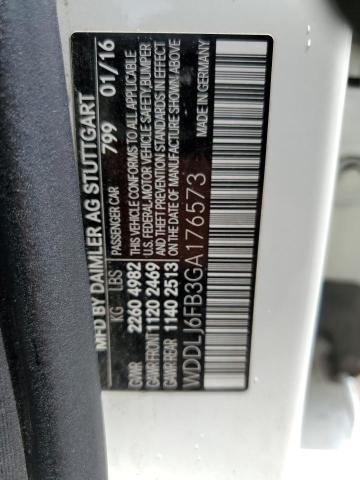 MFD BY DAIMLER AG STUTTGART
PASSENGER CAR 799 01/16
KG LBS THIS VEHICLE CONFORMS TO ALL APPLICABLE
GVWR 2260 4982 U.S. FEDERAL MOTOR VEHICLE SAFETY, BUMPER
GAWR FRONT 1120 2469 AND THEFT PREVENTION STANDARDS IN EFFECT
GAWR REAR 1140 2513 ON THE DATE OF MANUFACTURE SHOWN ABOVE
MADE IN GERMANY
WDDLJ6FB3GA176573